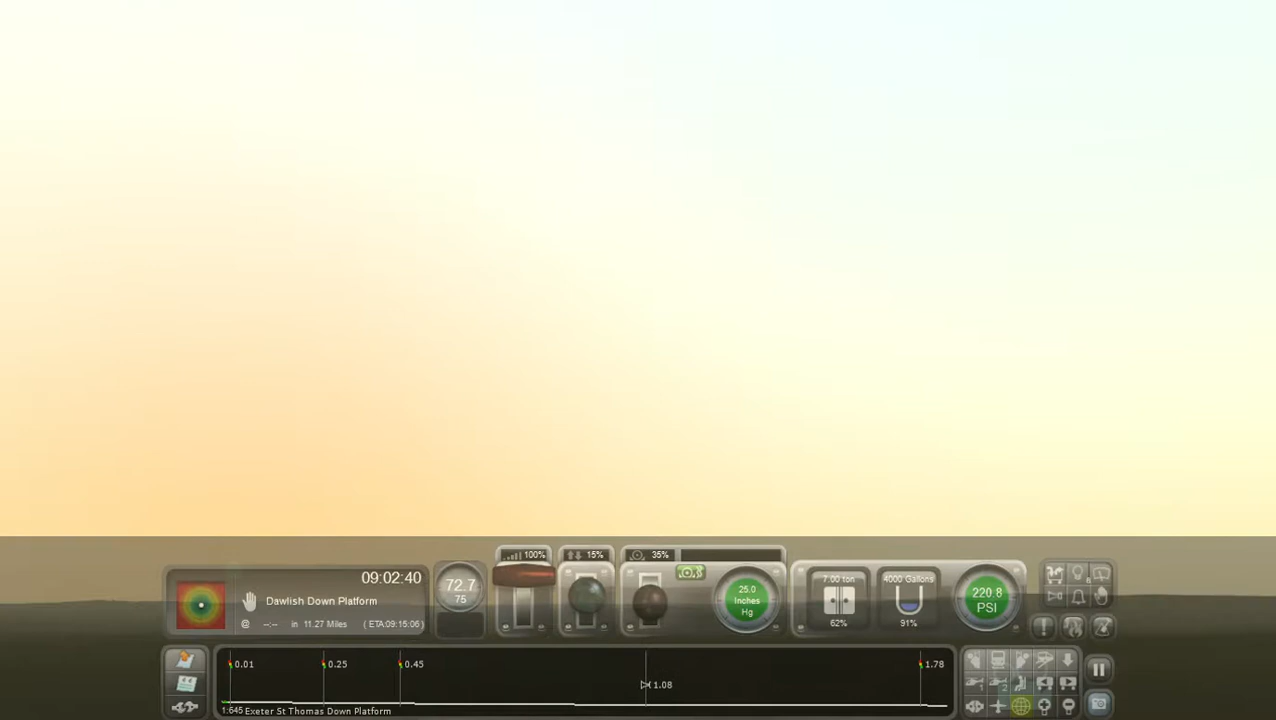 09:02:40
Dawlish Down Platform
@ --:-- in 11.27 Miles (ETA:09:15:06)
72.7
75
100%
15%
35%
25.0
Inches
Hg
7.00 ton
62%
4000 Gallons
91%
220.8
PSI
0.01
0.25
0.45
1.08
1.78
1:645 Exeter St Thomas Down Platform
1
2